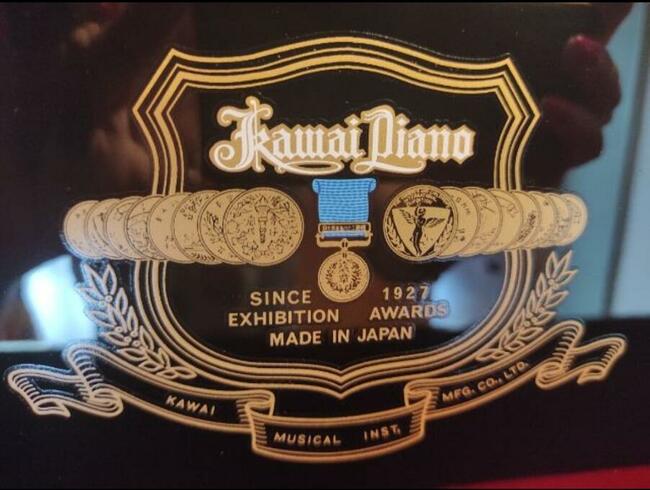 Kawai Piano
SINCE 1927
EXHIBITION AWARDS
MADE IN JAPAN
KAWAI MUSICAL INST. MFG. CO., LTD.